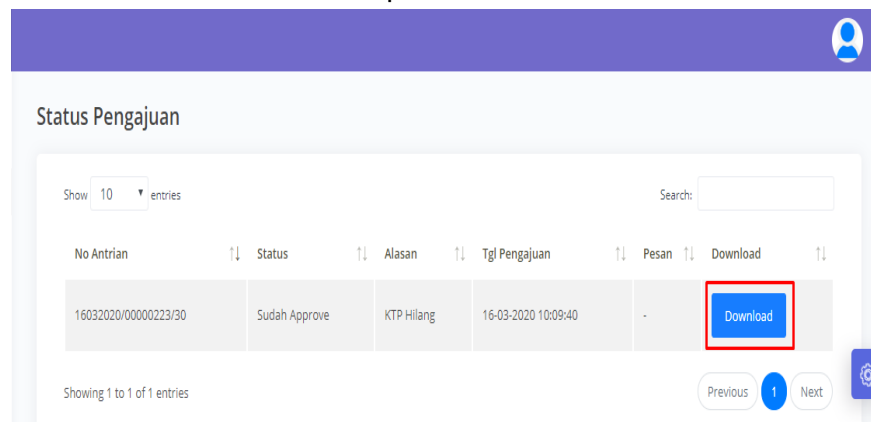 Status Pengajuan
Show 10 entries Search:
No Antrian Status Alasan Tgl Pengajuan Pesan Download
16032020/00000223/30 Sudah Approve KTP Hilang 16-03-2020 10:09:40 - Download
Showing 1 to 1 of 1 entries Previous 1 Next